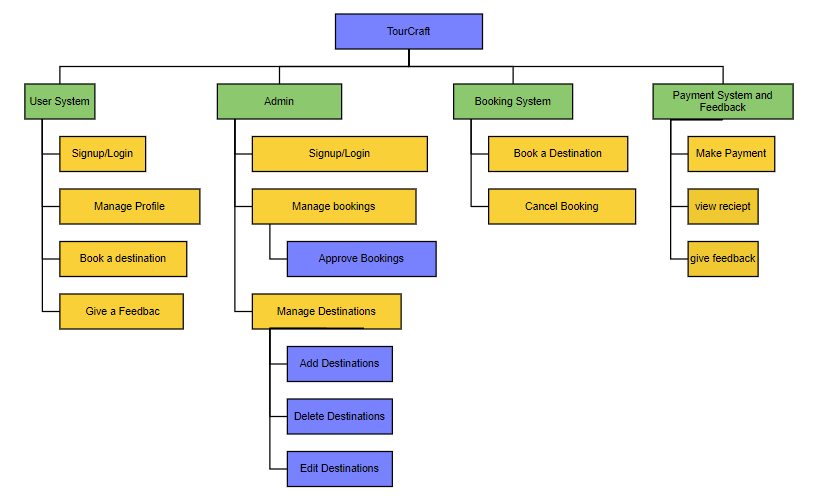 TourCraft
User System
Admin
Booking System
Payment System and
Feedback
Signup/Login
Manage Profile
Book a destination
Give a Feedbac
Signup/Login
Manage bookings
Approve Bookings
Manage Destinations
Add Destinations
Delete Destinations
Edit Destinations
Book a Destination
Cancel Booking
Make Payment
view reciept
give feedback